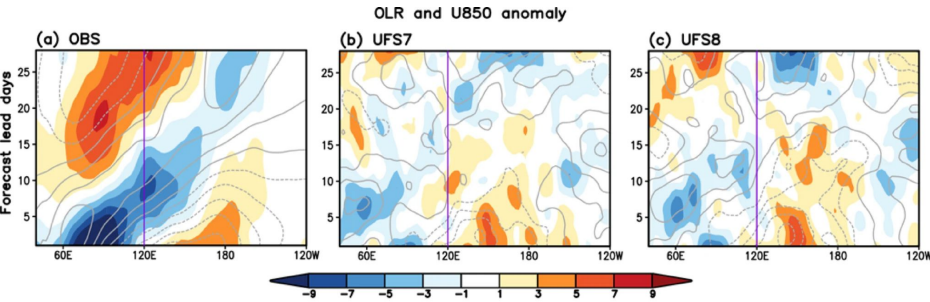 OLR and U850 anomaly
(a) OBS
(b) UFS7
(c) UFS8
Forecast lead days
25
20
15
10
5
60E 120E 180 120W
25
20
15
10
5
60E 120E 180 120W
25
20
15
10
5
60E 120E 180 120W
-9 -7 -5 -3 -1 1 3 5 7 9